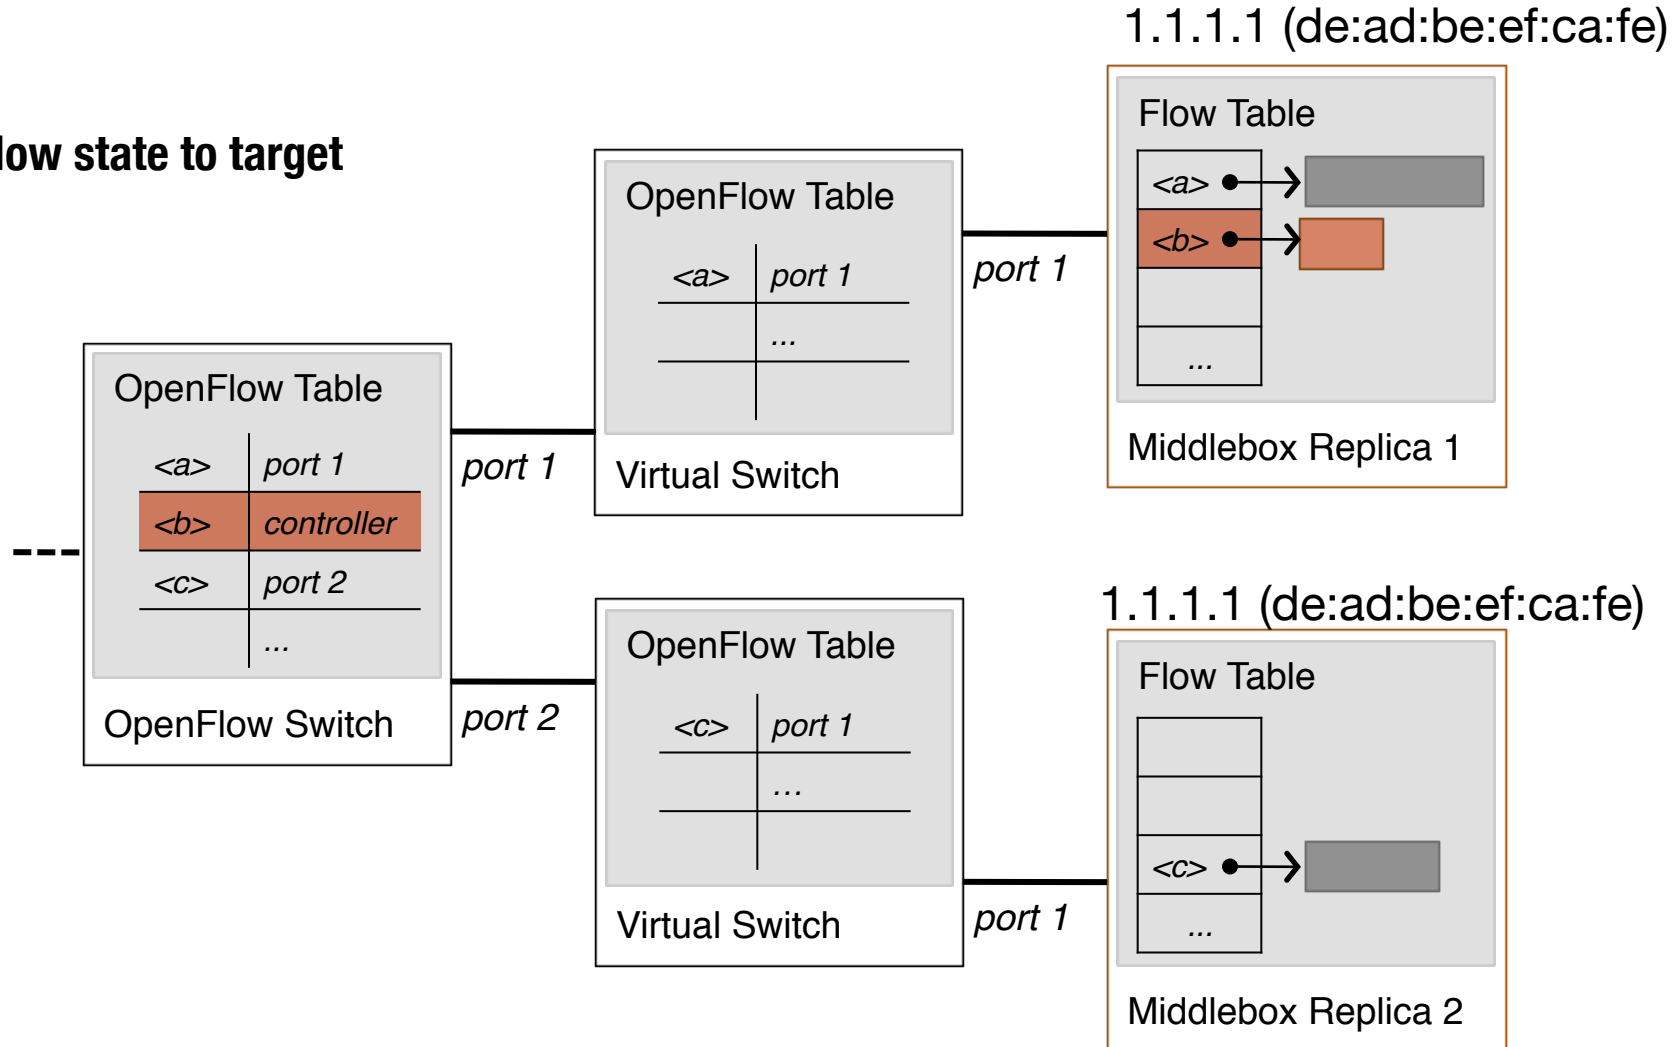 1.1.1.1 (de:ad:be:ef:ca:fe)
low state to target
OpenFlow Table
<a> port 1
<b> controller
<c> port 2
...
OpenFlow Switch
port 1
port 2
OpenFlow Table
<a> port 1
...
Virtual Switch
port 1
Flow Table
<a>
<b>
...
Middlebox Replica 1
OpenFlow Table
<c> port 1
...
Virtual Switch
port 1
1.1.1.1 (de:ad:be:ef:ca:fe)
Flow Table
<c>
...
Middlebox Replica 2